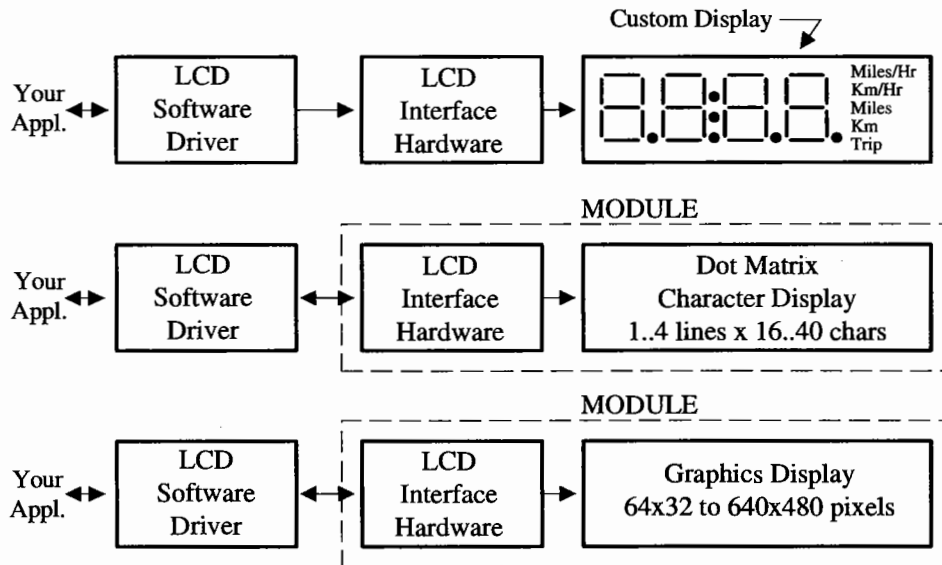 Custom Display
Your
Appl.
LCD
Software
Driver
LCD
Interface
Hardware
Miles/Hr
Km/Hr
Miles
Km
Trip
MODULE
Your
Appl.
LCD
Software
Driver
LCD
Interface
Hardware
Dot Matrix
Character Display
1..4 lines x 16..40 chars
MODULE
Your
Appl.
LCD
Software
Driver
LCD
Interface
Hardware
Graphics Display
64x32 to 640x480 pixels